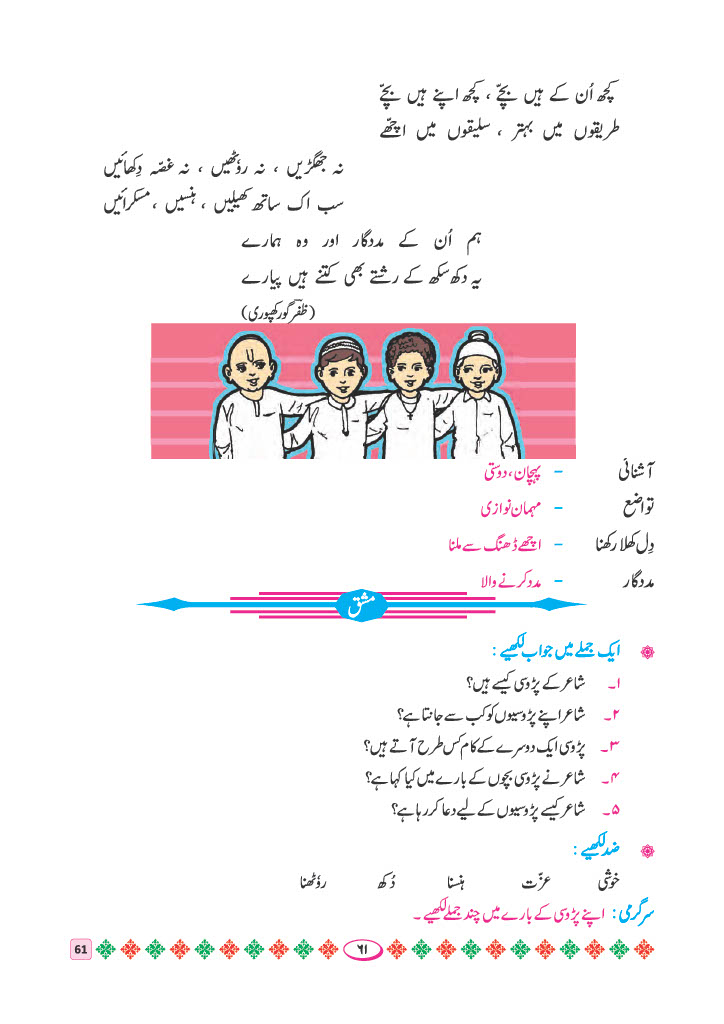 کچھ اُن کے ہیں بچّے ، کچھ اپنے ہیں بچّے
طریقوں میں بہتر ، سلیقوں میں اچھّے
نہ جھگڑیں ، نہ روٗٹھیں ، نہ غصّہ دِکھائیں
سب اک ساتھ کھیلیں ، ہنسیں ، مسکرائیں
ہم اُن کے مددگار اور وہ ہمارے
یہ دکھ سکھ کے رشتے بھی کتنے ہیں پیارے
(ظفرؔ گورکھپوری)
آشنائی – پہچان، دوستی
تواضع – مہمان نوازی
دِل کھلا رکھنا – اچھے ڈھنگ سے ملنا
مددگار – مدد کرنے والا
مشق
ایک جملے میں جواب لکھیے :
۱۔ شاعر کے پڑوسی کیسے ہیں؟
۲۔ شاعر اپنے پڑوسیوں کو کب سے جانتا ہے؟
۳۔ پڑوسی ایک دوسرے کے کام کس طرح آتے ہیں؟
۴۔ شاعر نے پڑوسی بچوں کے بارے میں کیا کہا ہے؟
۵۔ شاعر کیسے پڑوسیوں کے لیے دعا کر رہا ہے؟
ضد لکھیے :
خوشی عزّت ہنسنا دُکھ روٗٹھنا
سرگرمی : اپنے پڑوسی کے بارے میں چند جملے لکھیے ۔
۶۱
61